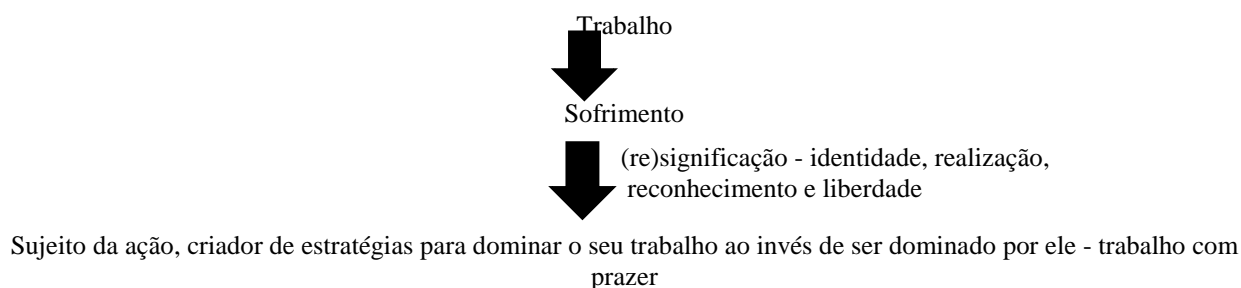 Trabalho
Sofrimento
(re)significação - identidade, realização,
reconhecimento e liberdade
Sujeito da ação, criador de estratégias para dominar o seu trabalho ao invés de ser dominado por ele - trabalho com
prazer